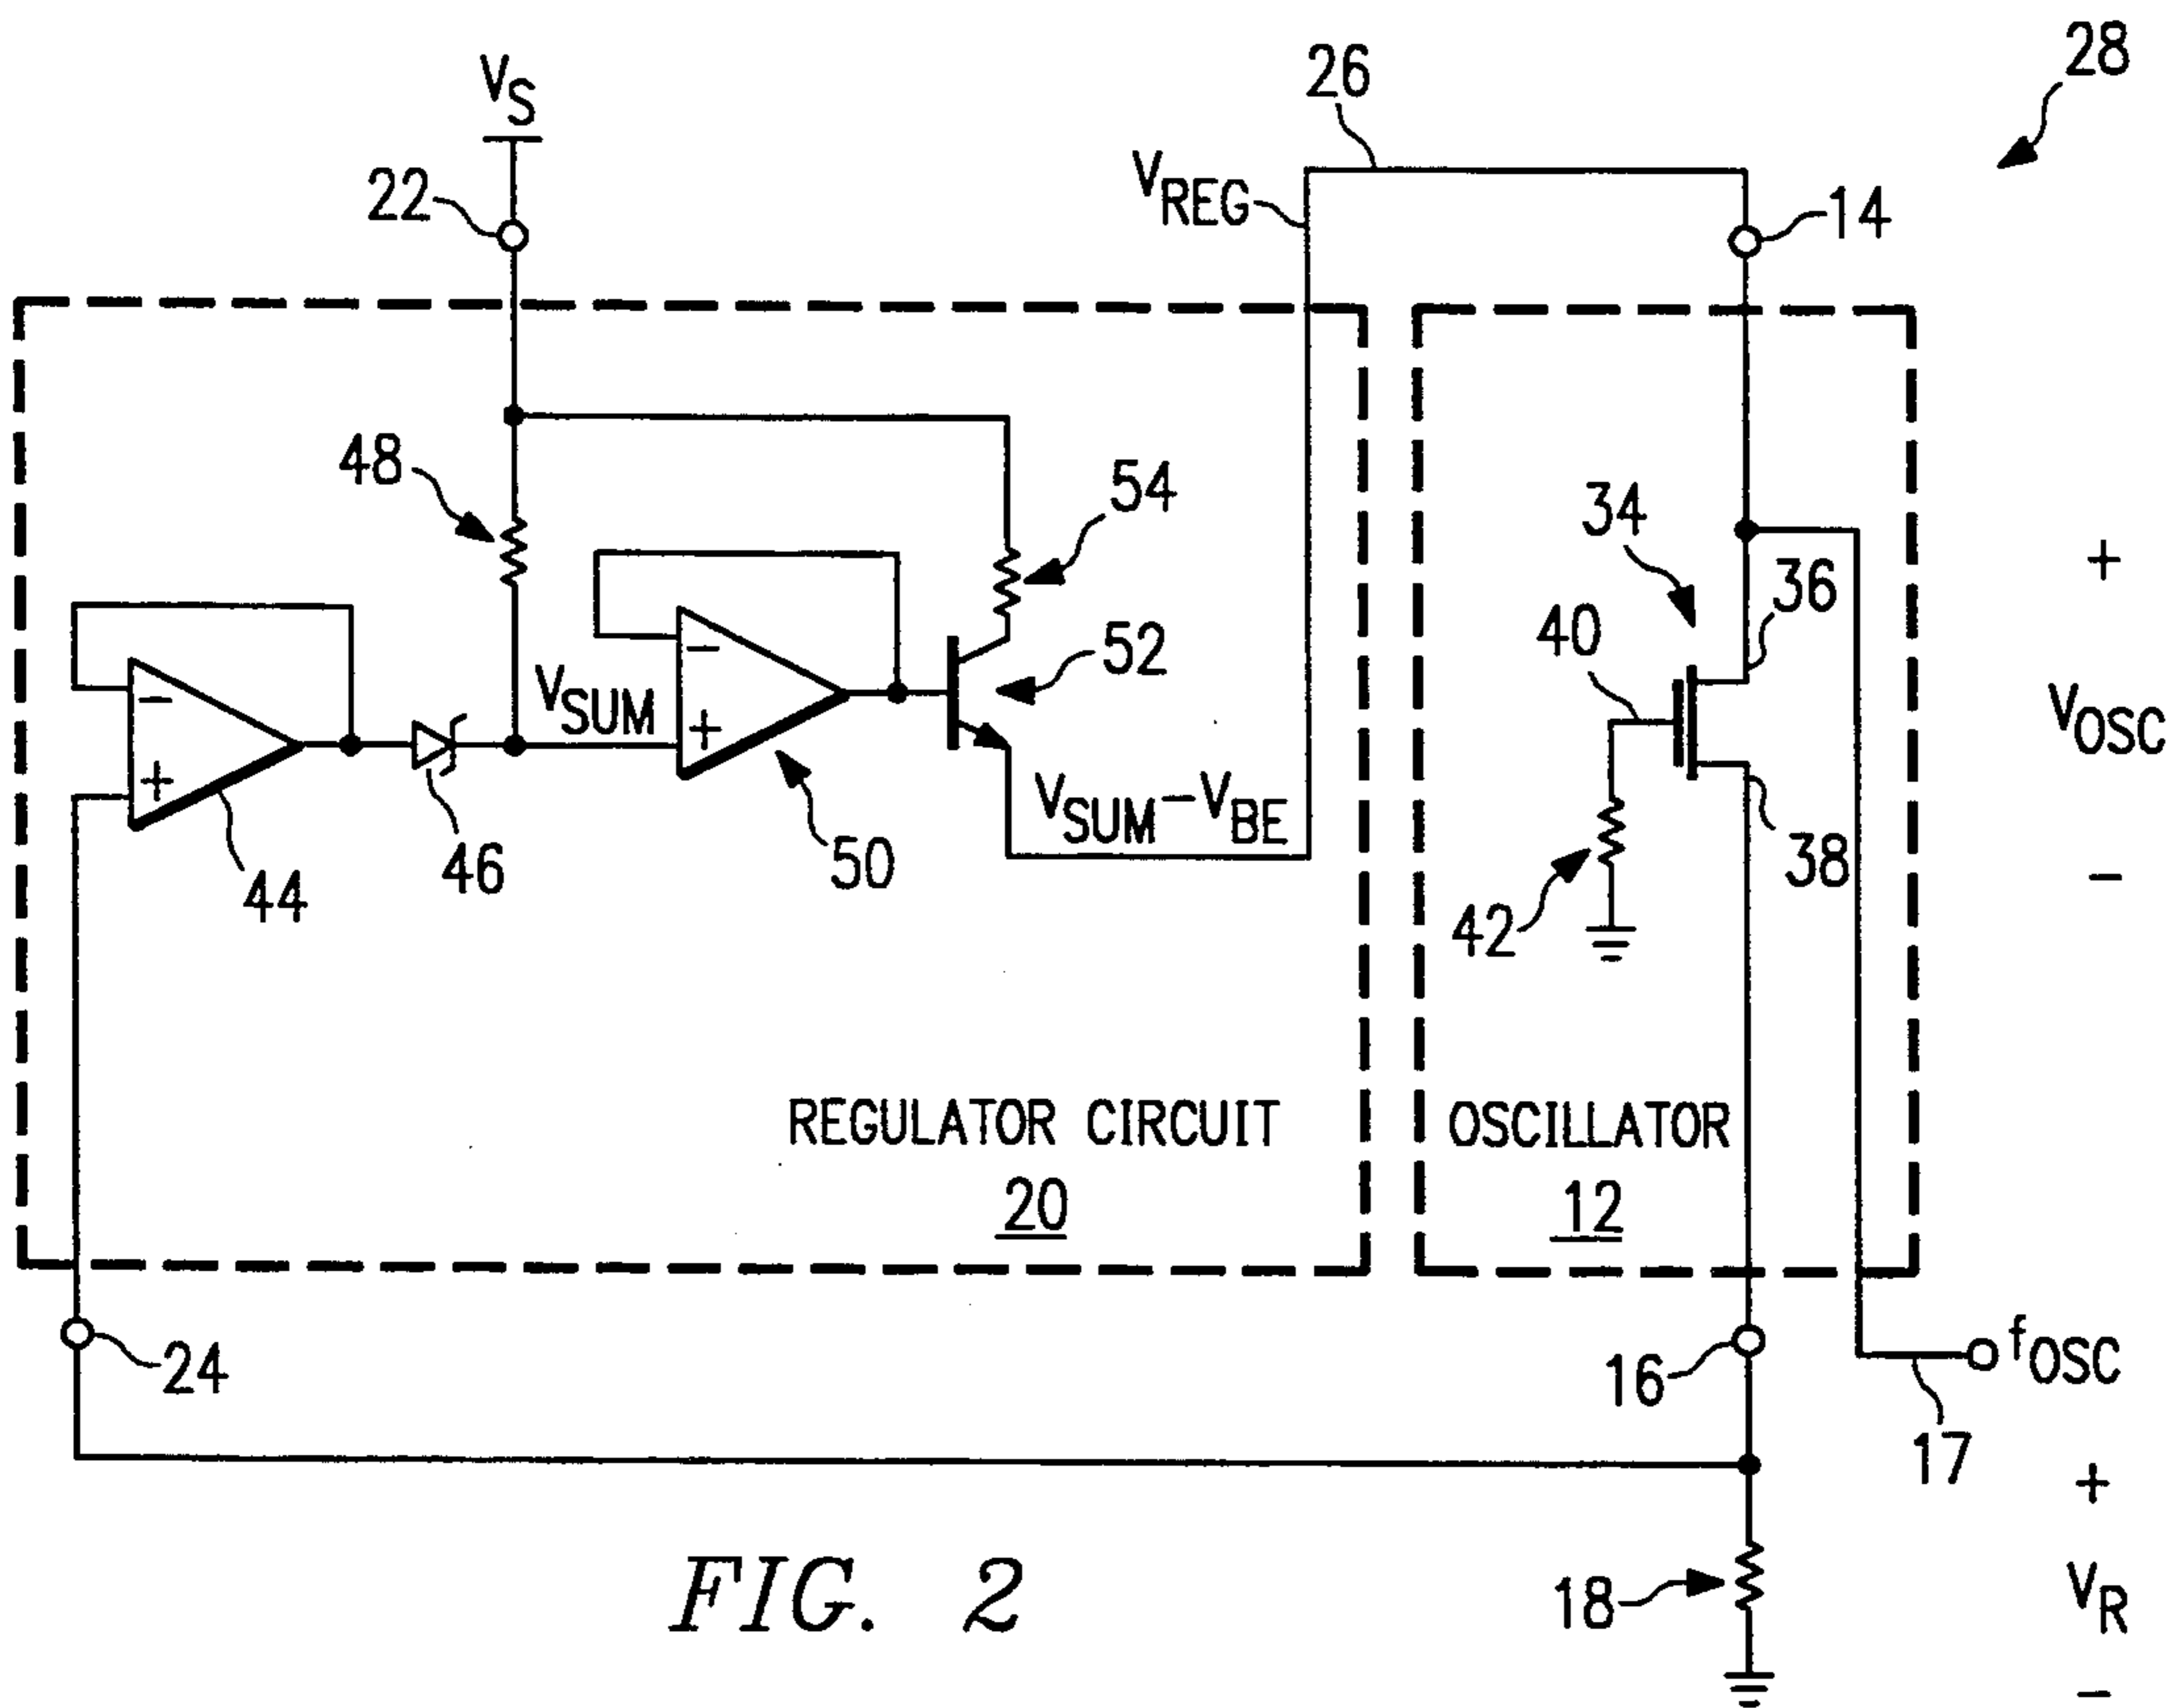 28
V_S
26
22
V_REG
14
48
54
34
36
+
40
52
V_SUM
−
−
V_OSC
+
+
V_SUM−V_BE
50
46
44
38
−
42
REGULATOR CIRCUIT
OSCILLATOR
20
12
24
16
f_OSC
17
+
18
V_R
FIG. 2
−